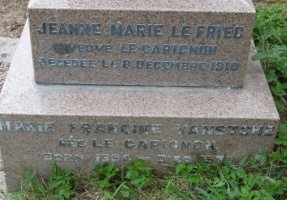 JEANNE MARIE LE FRIEC
VEUVE LE CARIGNON
DECEDEE LE 8 DECEMBRE 1910
MARIE FRANCINE
NEE LE CARIGNON
BORN 1884 - DIED